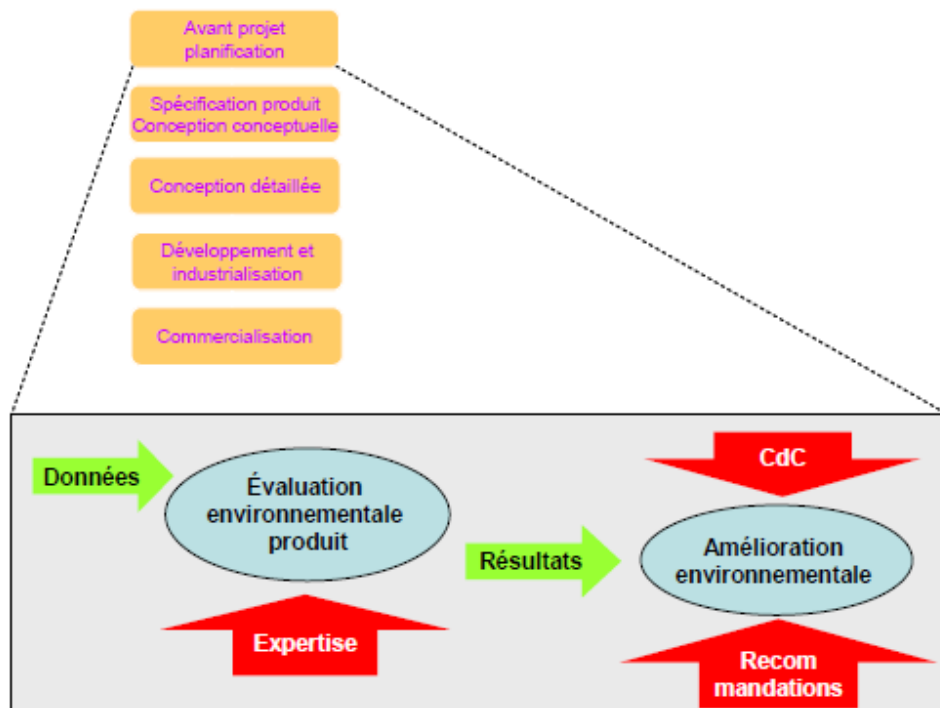 Avant projet
planification
Spécification produit
Conception conceptuelle
Conception détaillée
Développement et
industrialisation
Commercialisation
Données
Évaluation
environnementale
produit
Expertise
Résultats
CdC
Amélioration
environnementale
Recom
mandations